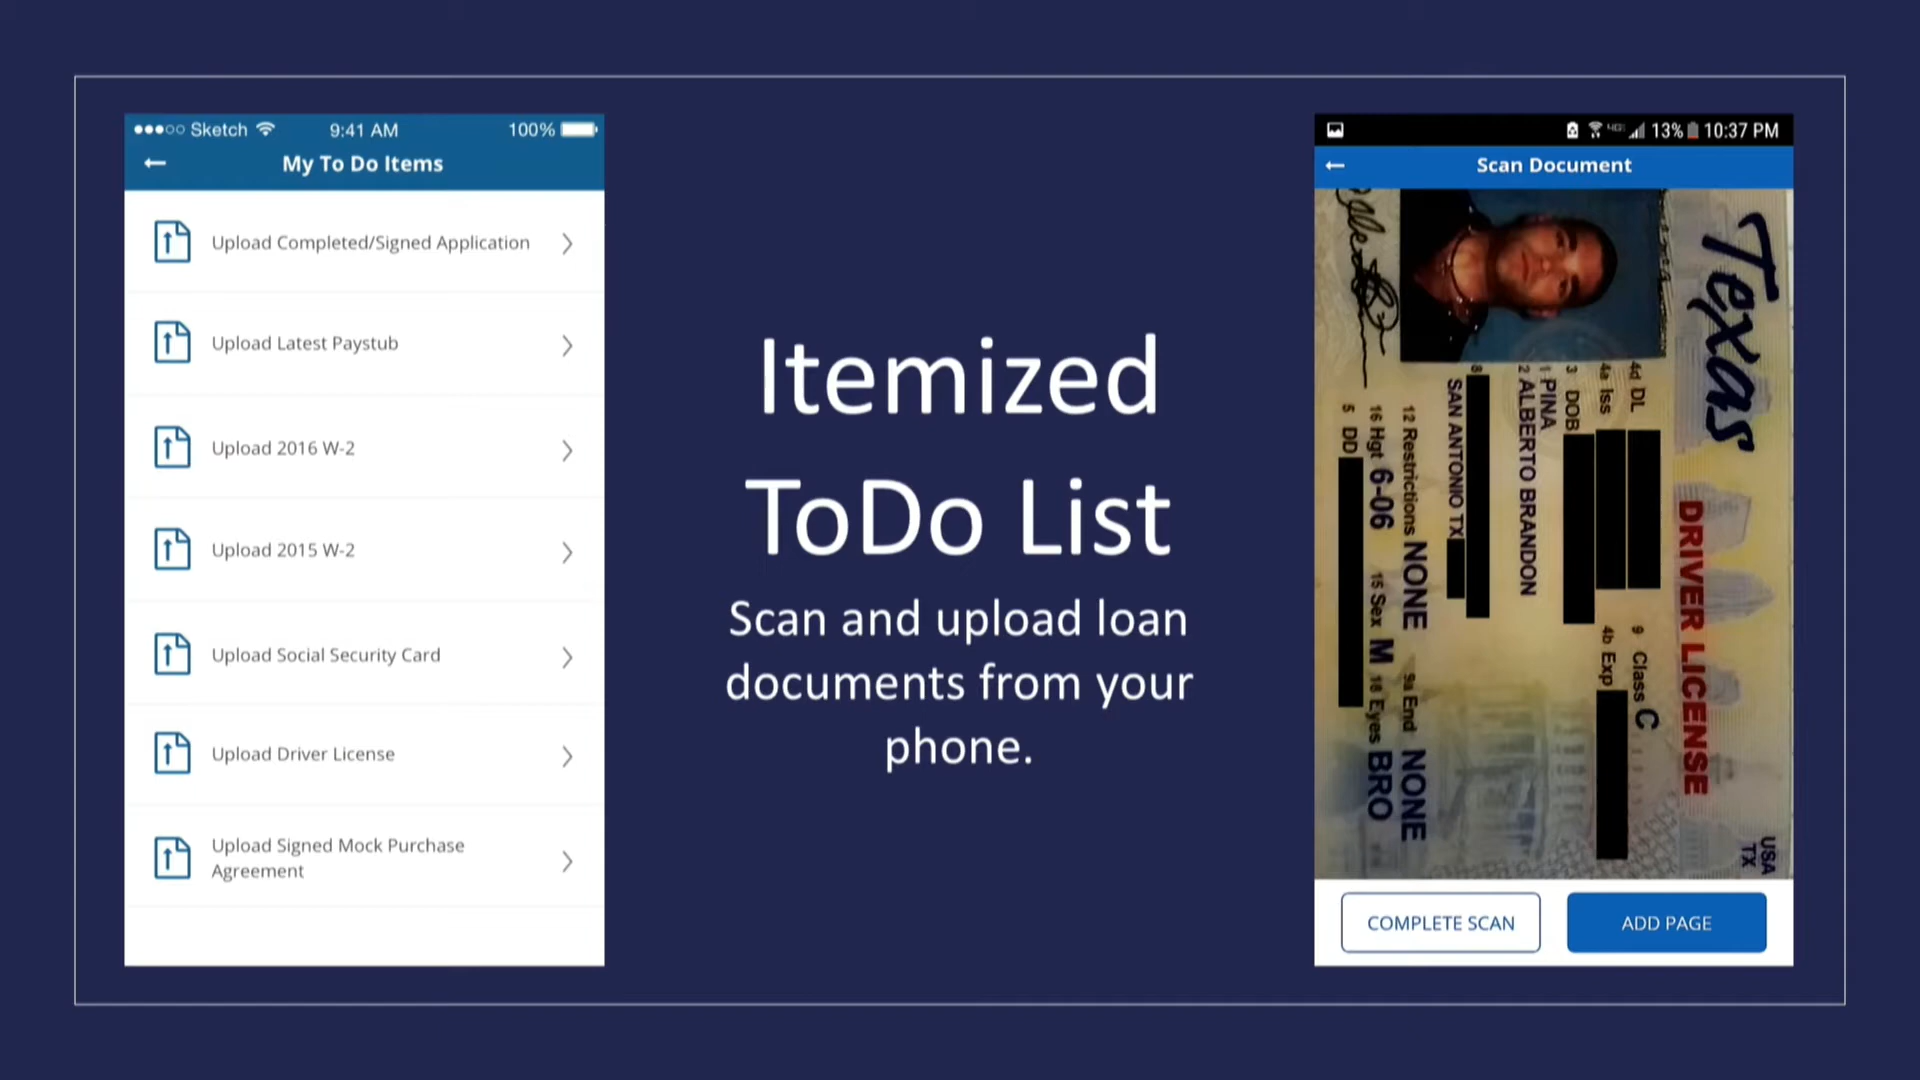 Sketch 9:41 AM 100%
My To Do Items
Upload Completed/Signed Application
Upload Latest Paystub
Upload 2016 W-2
Upload 2015 W-2
Upload Social Security Card
Upload Driver License
Upload Signed Mock Purchase
Agreement
Itemized
ToDo List
Scan and upload loan
documents from your
phone.
13% 10:37 PM
Scan Document
Texas
DRIVER LICENSE
USA
TX
4d DL
9 Class C
4a Iss
4b Exp
3 DOB
1 PINA
2 ALBERTO BRANDON
8
SAN ANTONIO TX
12 Restrictions NONE 9a End NONE
16 Hgt 6-06 15 Sex M 18 Eyes BRO
5 DD
COMPLETE SCAN
ADD PAGE